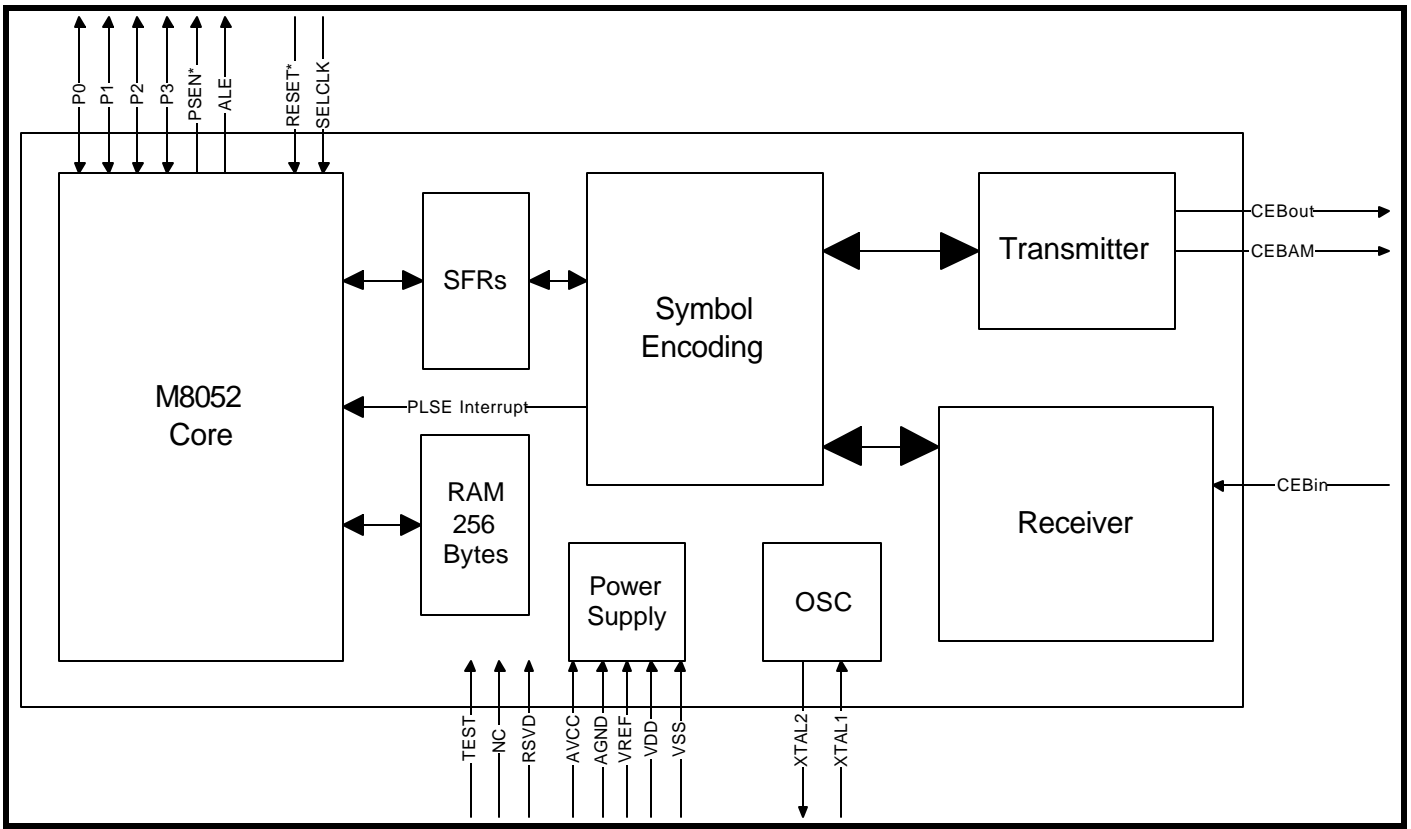 P0
P1
P2
P3
PSEN*
ALE
RESET*
SELCLK
M8052
Core
SFRs
PLSE Interrupt
RAM
256
Bytes
Symbol
Encoding
Transmitter
CEBout
CEBAM
Receiver
CEBin
Power
Supply
OSC
TEST
NC
RSVD
AVCC
AGND
VREF
VDD
VSS
XTAL2
XTAL1